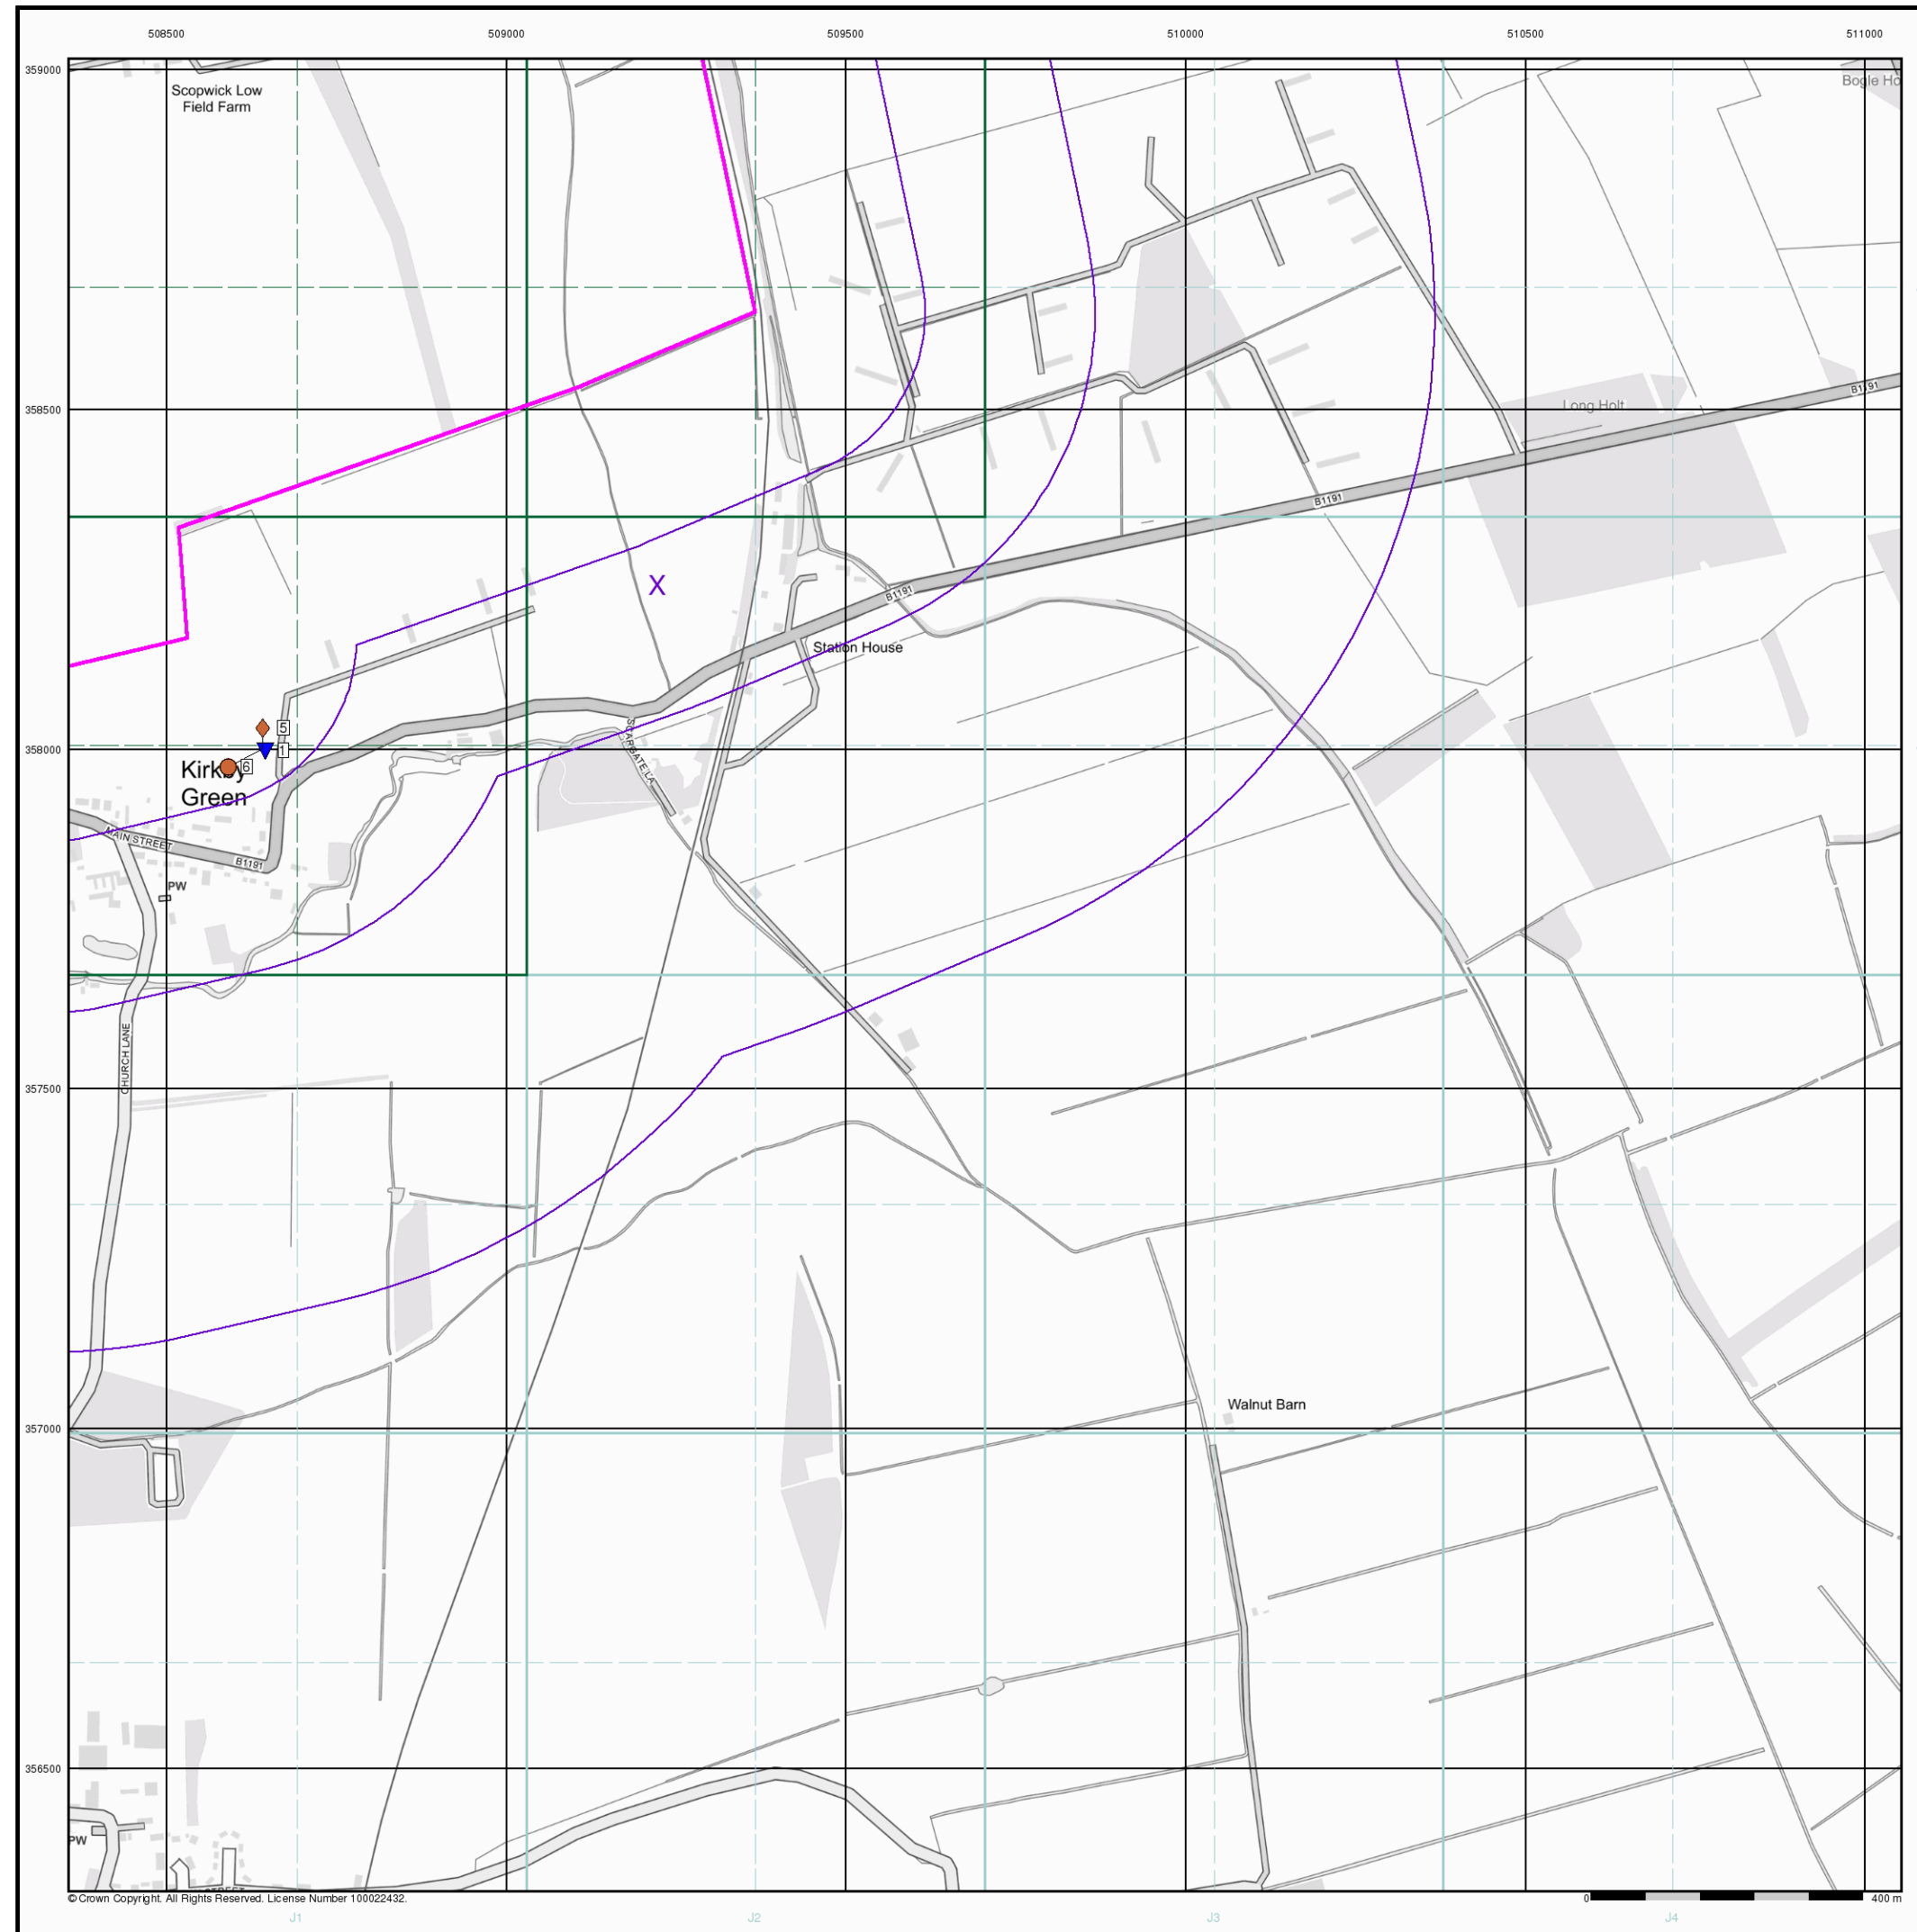 508500 509000 509500 510000 510500 511000
359000
Scopwick Low
Field Farm
Bogle Ho
358500
Long Holt
B1191
B1191
X
B1191
Station House
5
358000
1
6
Kirkby
Green
SCARGATE LA
MAIN STREET
B1191
PW
CHURCH LANE
357500
357000
Walnut Barn
356500
PW
STREET
© Crown Copyright. All Rights Reserved. License Number 100022432.
0 400 m
J1 J2 J3 J4